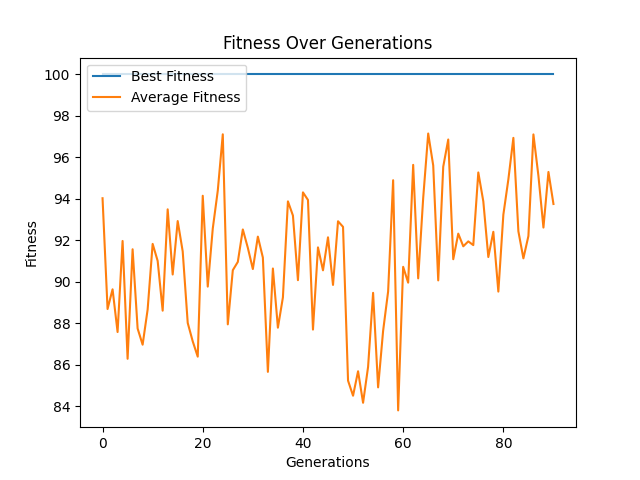 Fitness Over Generations
Best Fitness
Average Fitness
100
98
96
94
92
90
88
86
84
Fitness
0 20 40 60 80
Generations